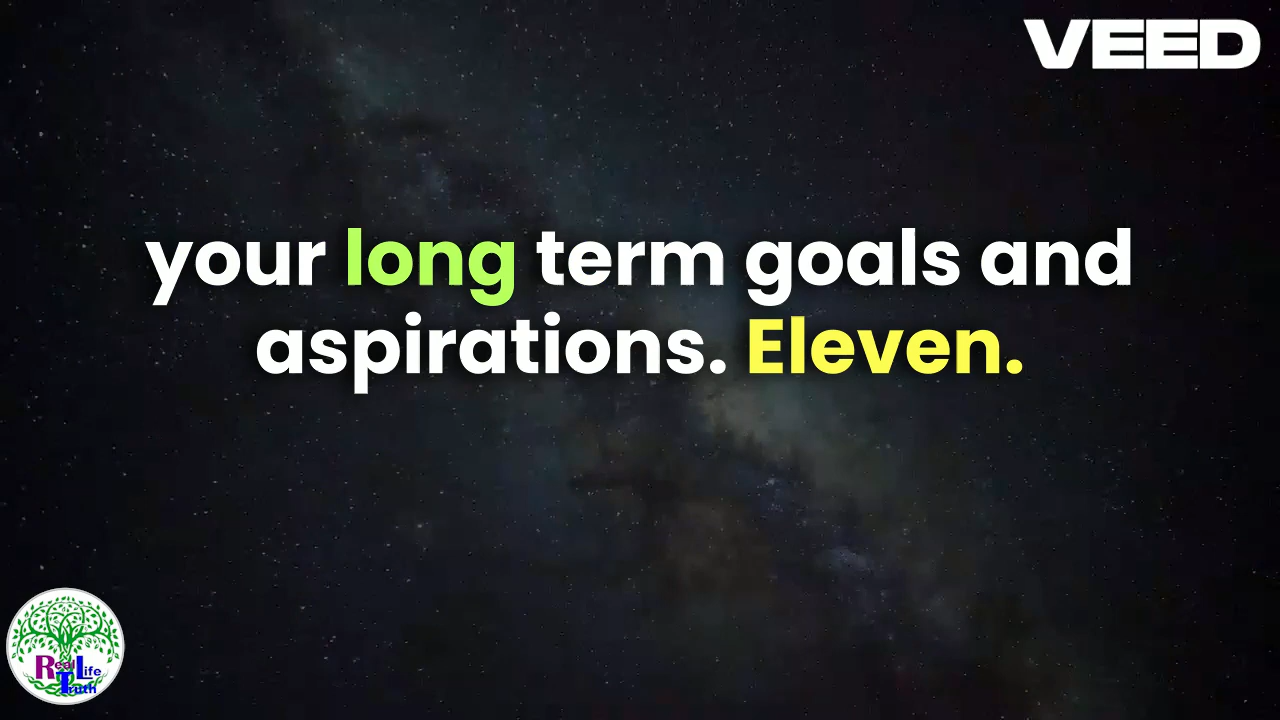 VEED
your long term goals and
aspirations. Eleven.
Real Life
Truth